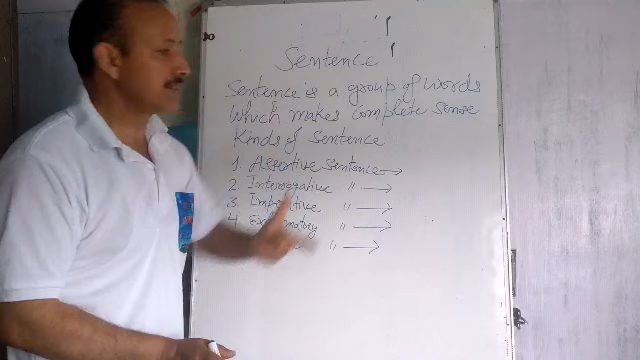 Sentence
Sentence is a group of words
which makes complete sense
Kinds of Sentence
1. Assertive Sentence →
2. Interrogative " →
3. Imperative " →
4. Exclamatory " →
" →